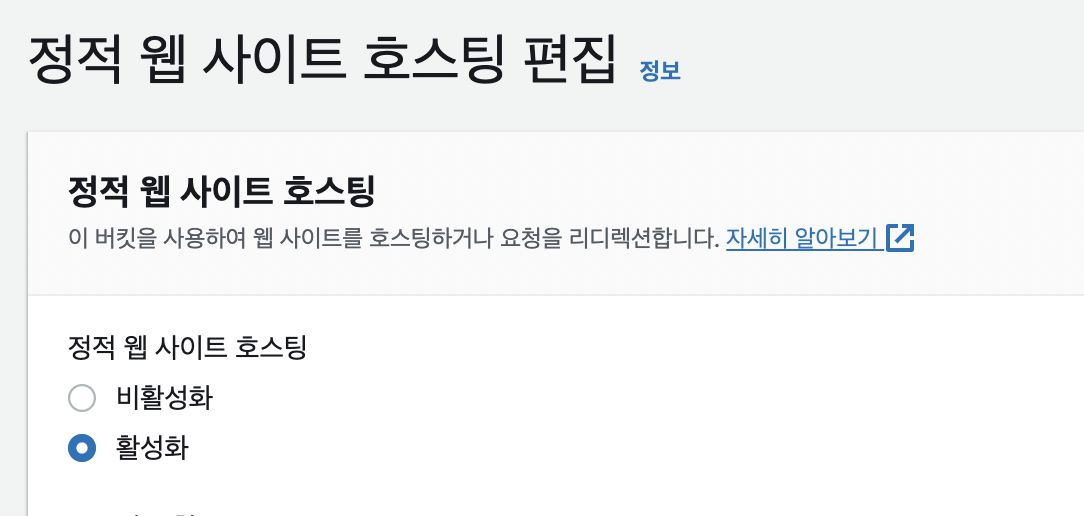 정적 웹 사이트 호스팅 편집 정보
정적 웹 사이트 호스팅
이 버킷을 사용하여 웹 사이트를 호스팅하거나 요청을 리디렉션합니다. 자세히 알아보기
정적 웹 사이트 호스팅
비활성화
활성화